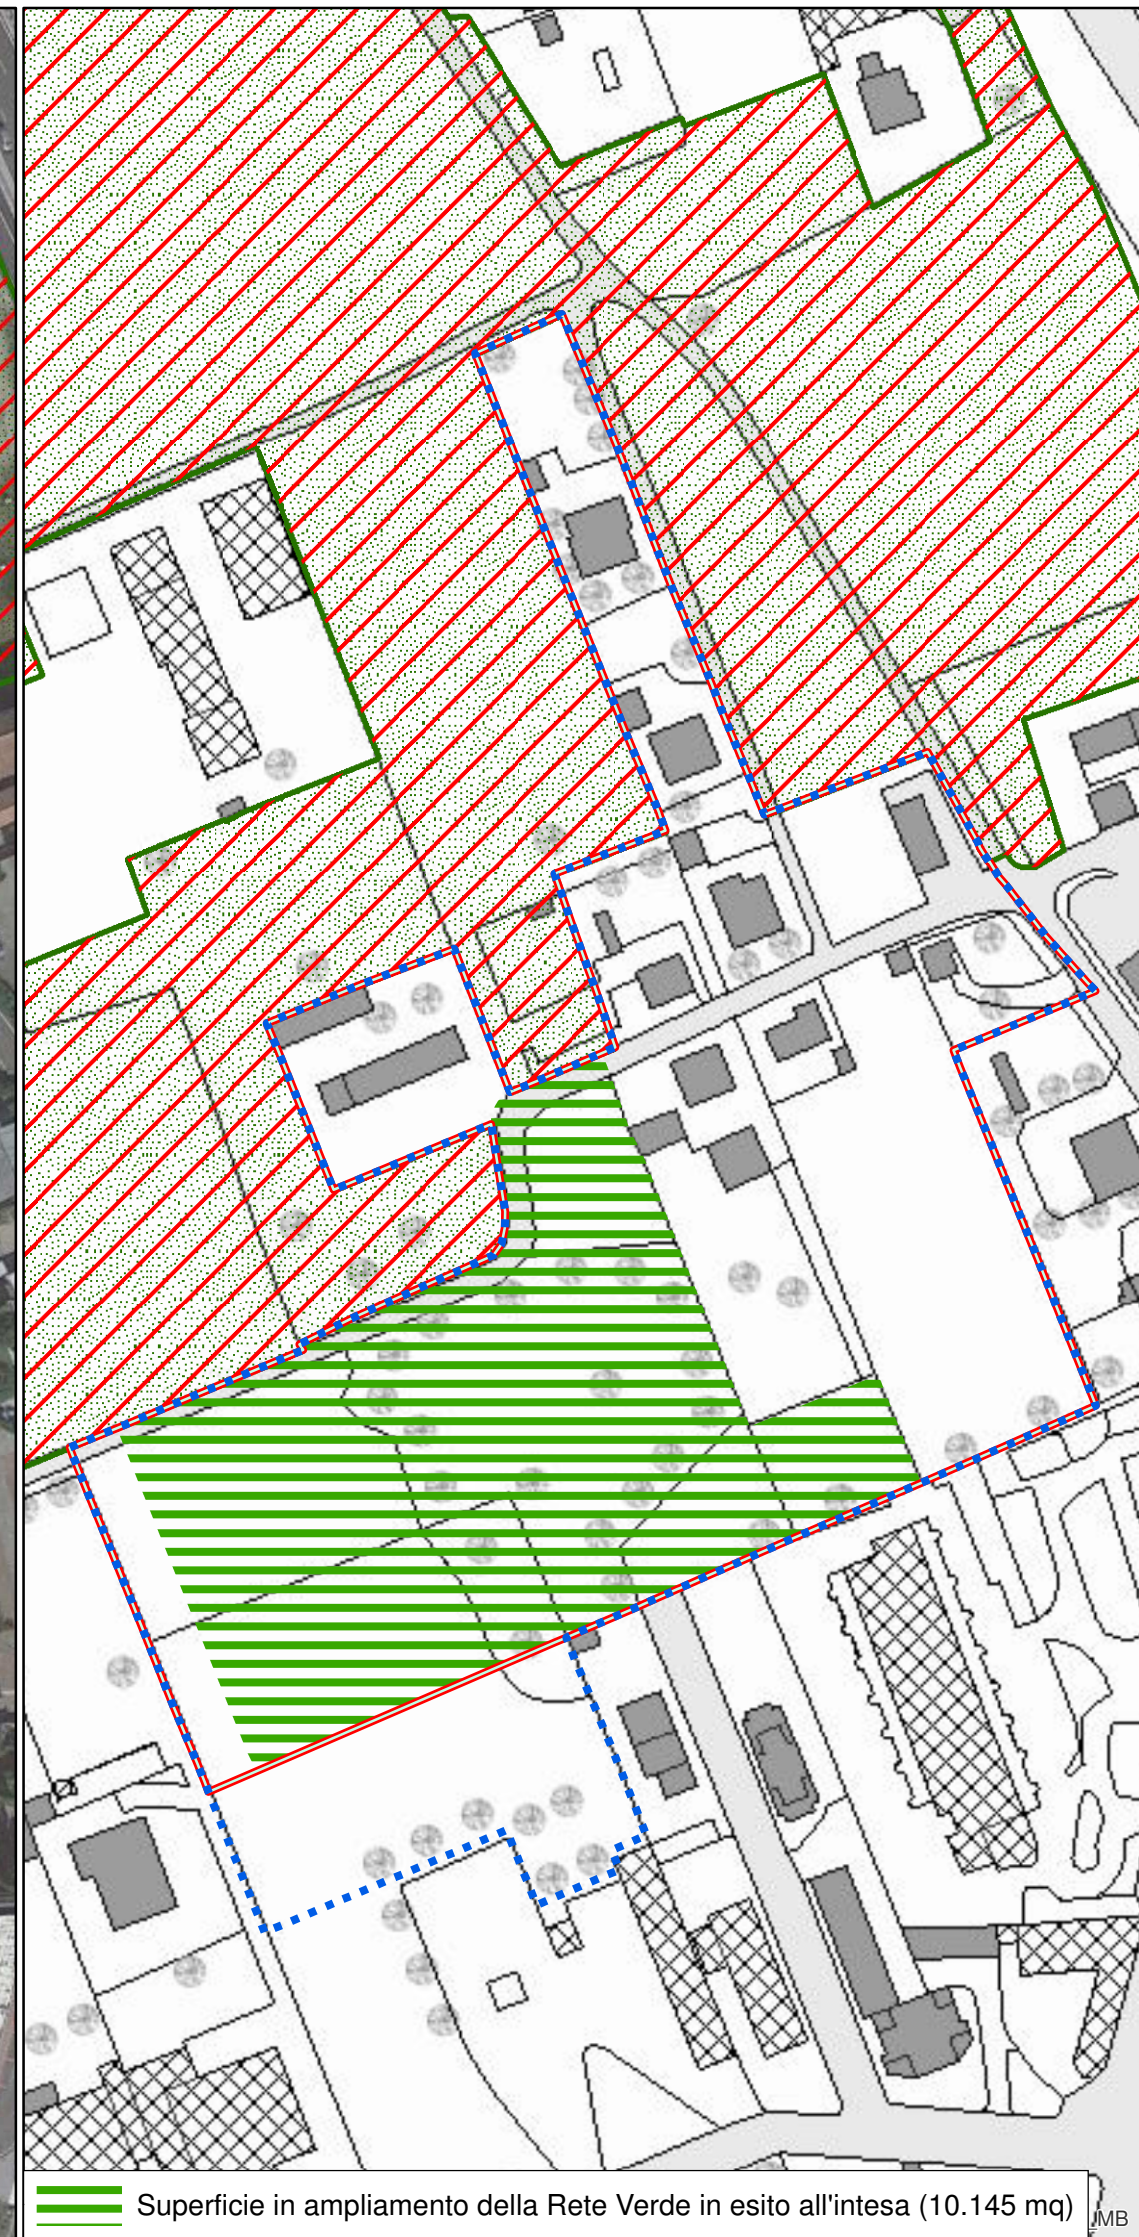 Superficie in ampliamento della Rete Verde in esito all'intesa (10.145 mq)
MB